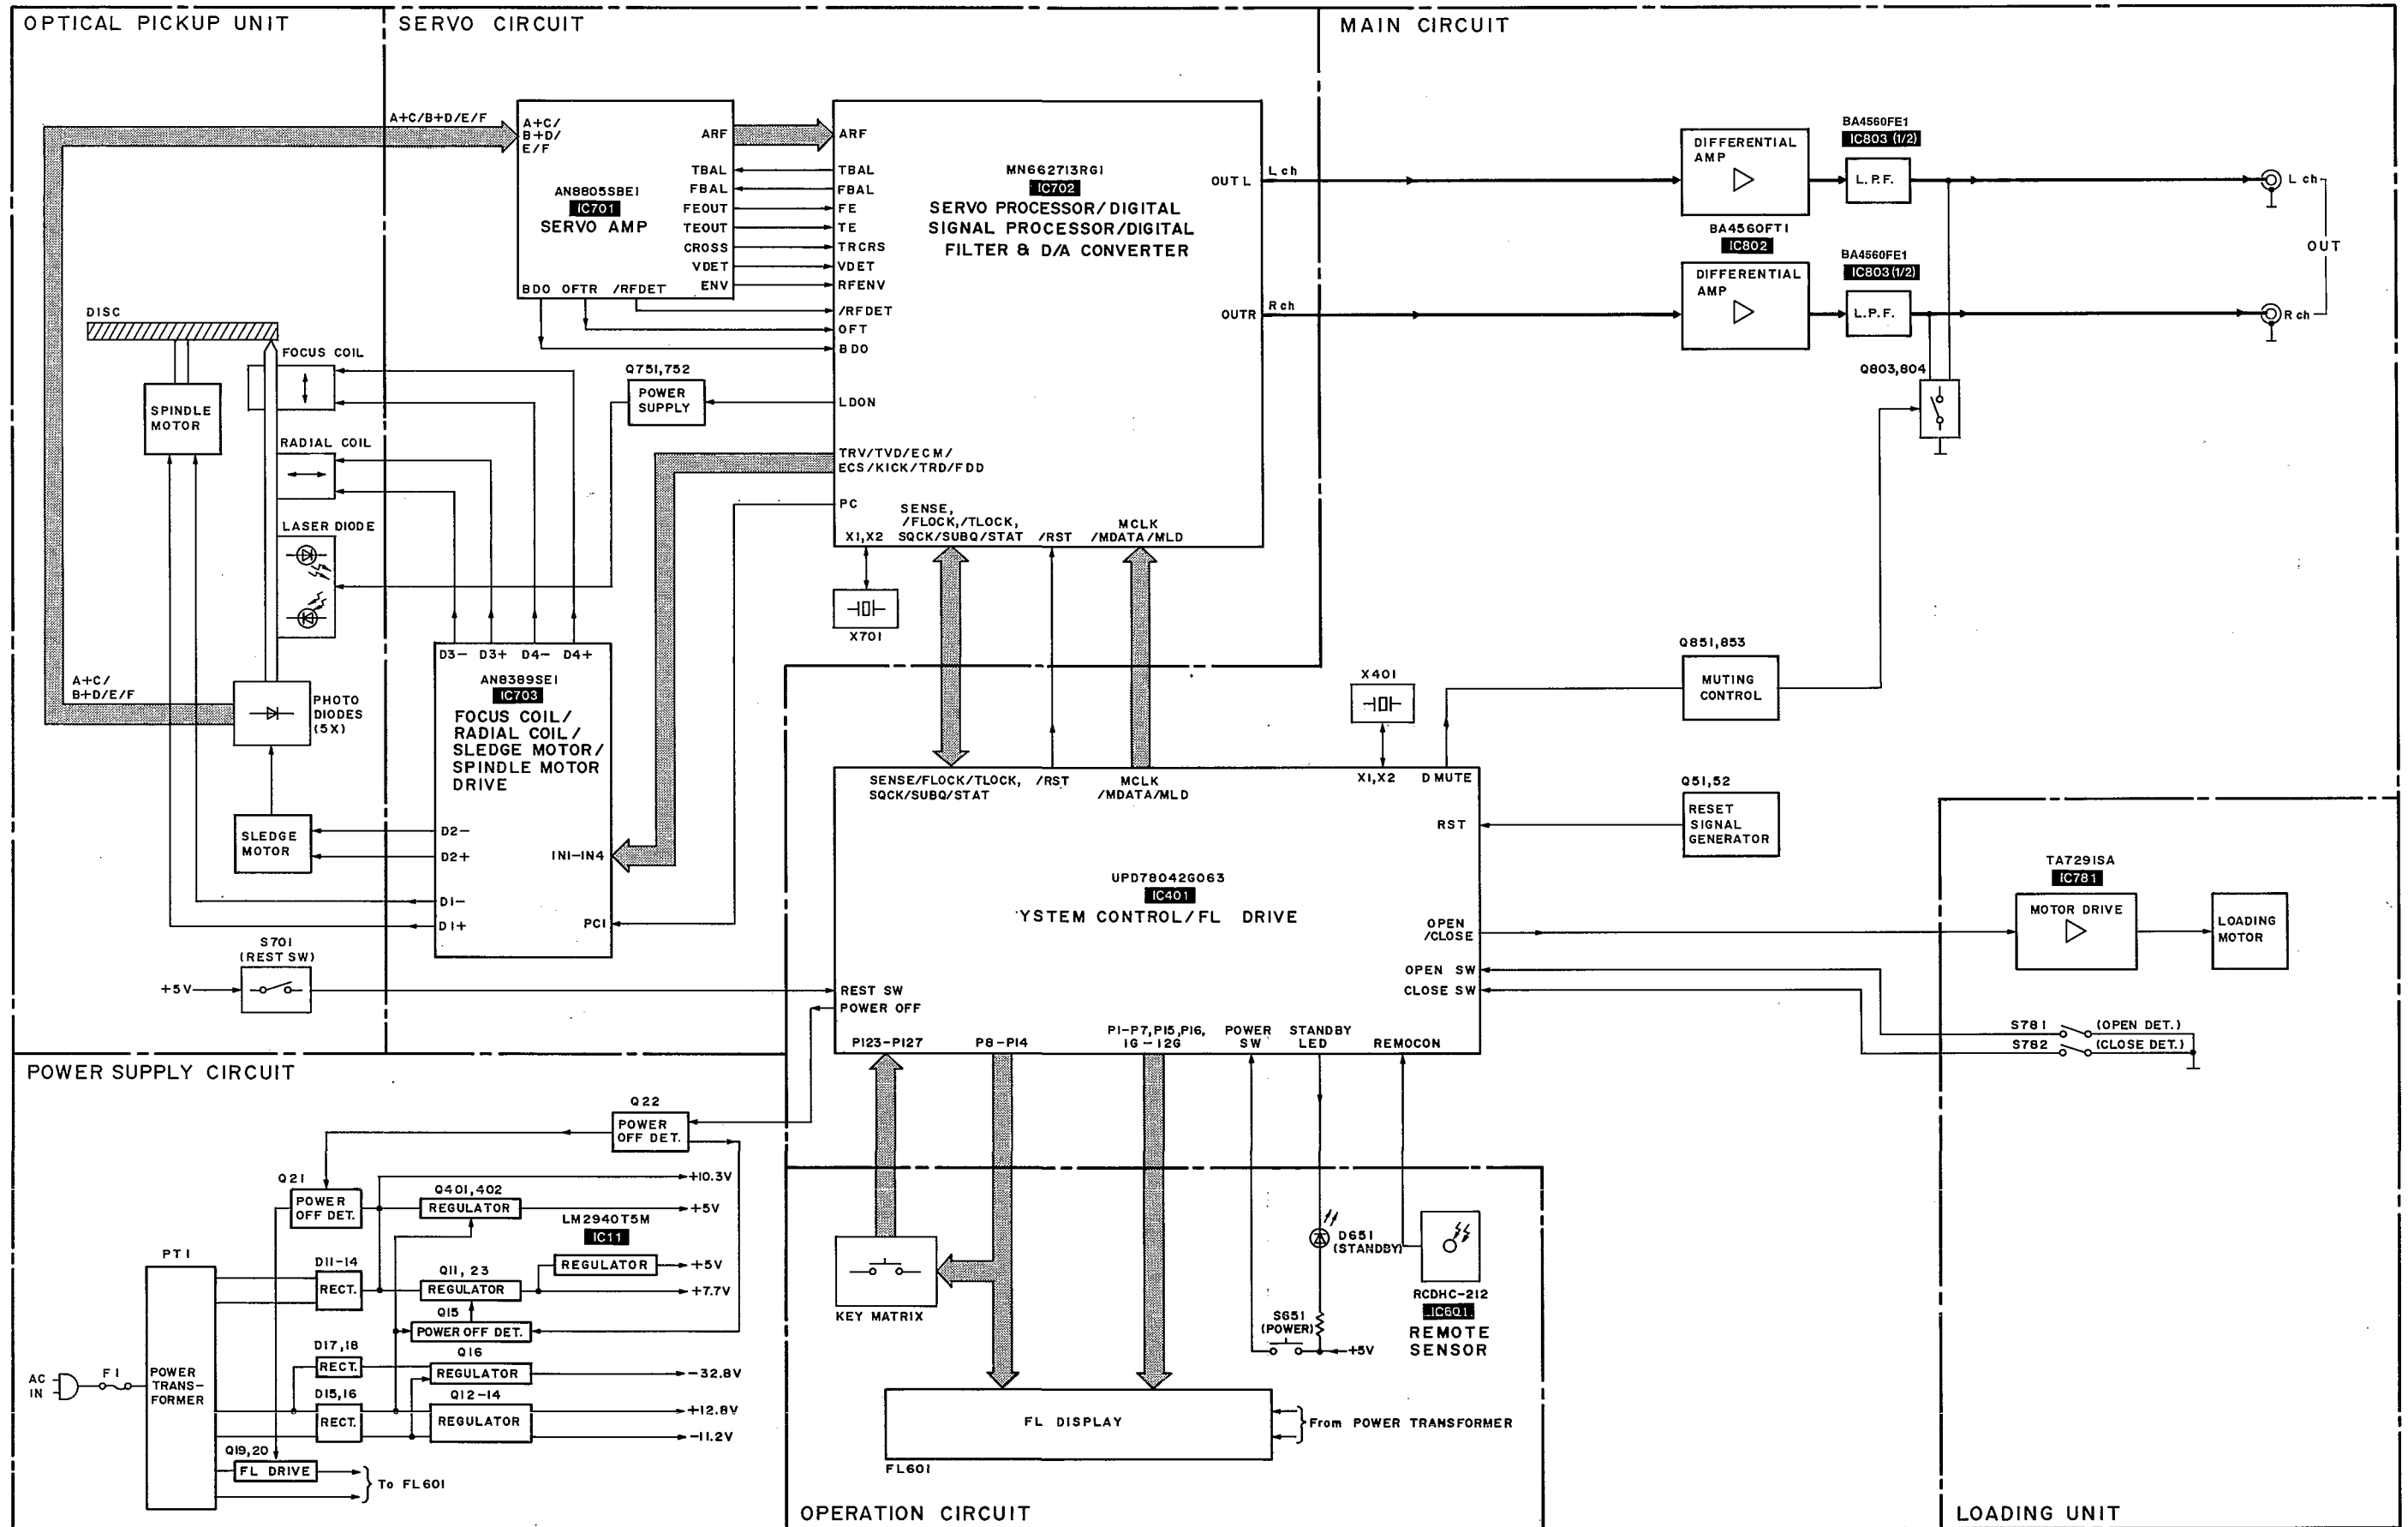 OPTICAL PICKUP UNIT
SERVO CIRCUIT
MAIN CIRCUIT
A+C/B+D/E/F
A+C/
B+D/
E/F
ARF
TBAL
FBAL
FEOUT
TEOUT
CROSS
VDET
ENV
AN8805SBE1
IC701
SERVO AMP
BDO OFTR /RFDET
ARF
TBAL
FBAL
FE
TE
TRCRS
VDET
RFENV
/RFDET
OFT
BDO
LDON
TRV/TVD/ECM/
ECS/KICK/TRD/FDD
PC
MN662713RG1
IC702
SERVO PROCESSOR/DIGITAL
SIGNAL PROCESSOR/DIGITAL
FILTER & D/A CONVERTER
OUT L
OUTR
L ch
R ch
SENSE,
/FLOCK,/TLOCK,
SQCK/SUBQ/STAT
X1,X2
/RST
MCLK
/MDATA/MLD
X701
DIFFERENTIAL
AMP
BA4560FE1
IC803 (1/2)
L.P.F.
BA4560FT1
IC802
DIFFERENTIAL
AMP
BA4560FE1
IC803 (1/2)
L.P.F.
L ch
OUT
R ch
Q803,804
DISC
SPINDLE
MOTOR
FOCUS COIL
RADIAL COIL
LASER DIODE
Q751,752
POWER
SUPPLY
A+C/
B+D/E/F
PHOTO
DIODES
(5X)
SLEDGE
MOTOR
D3- D3+ D4- D4+
AN8389SE1
IC703
FOCUS COIL/
RADIAL COIL/
SLEDGE MOTOR/
SPINDLE MOTOR
DRIVE
D2-
D2+
IN1-IN4
D1-
D1+
PC1
S701
(REST SW)
+5V
X401
Q851,853
MUTING
CONTROL
SENSE/FLOCK/TLOCK,
SQCK/SUBQ/STAT
/RST
MCLK
/MDATA/MLD
X1,X2
DMUTE
RST
Q51,52
RESET
SIGNAL
GENERATOR
UPD78042G063
IC401
YSTEM CONTROL/FL DRIVE
OPEN
/CLOSE
OPEN SW
CLOSE SW
REST SW
POWER OFF
P123-P127
P8-P14
P1-P7,P15,P16,
1G-12G
POWER
SW
STANDBY
LED
REMOCON
TA7291SA
IC781
MOTOR DRIVE
LOADING
MOTOR
S781 (OPEN DET.)
S782 (CLOSE DET.)
POWER SUPPLY CIRCUIT
Q22
POWER
OFF DET.
Q21
POWER
OFF DET.
+10.3V
Q401,402
REGULATOR
+5V
LM2940T5M
IC11
REGULATOR
+5V
PT1
D11-14
RECT.
Q11, 23
REGULATOR
+7.7V
Q15
POWER OFF DET.
D17,18
RECT.
Q16
REGULATOR
-32.8V
AC
IN
F1
POWER
TRANS-
FORMER
D15,16
RECT.
Q12-14
REGULATOR
+12.8V
-11.2V
Q19,20
FL DRIVE
To FL601
KEY MATRIX
D651
(STANDBY)
S651
(POWER)
+5V
RCDHC-212
IC601
REMOTE
SENSOR
FL DISPLAY
From POWER TRANSFORMER
FL601
OPERATION CIRCUIT
LOADING UNIT